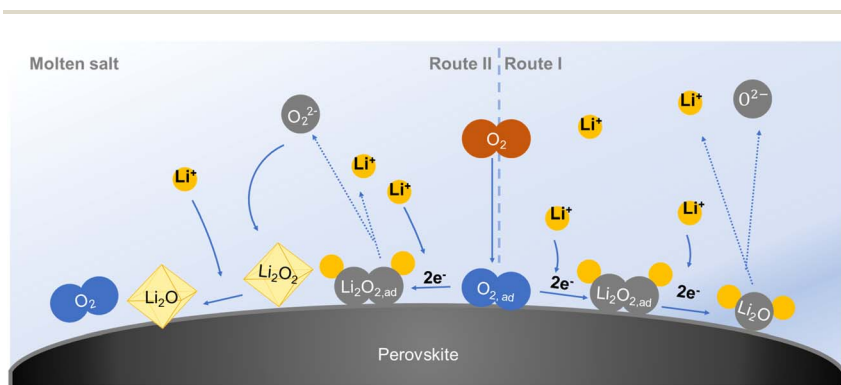 Molten salt
Route II
Route I
O₂²⁻
Li⁺
O²⁻
O₂
Li⁺
Li⁺
Li⁺
Li⁺
Li⁺
Li⁺
O₂
Li₂O
Li₂O₂
Li₂O₂,ad
2e⁻
O₂, ad
2e⁻
Li₂O₂,ad
2e⁻
Li₂O
Perovskite